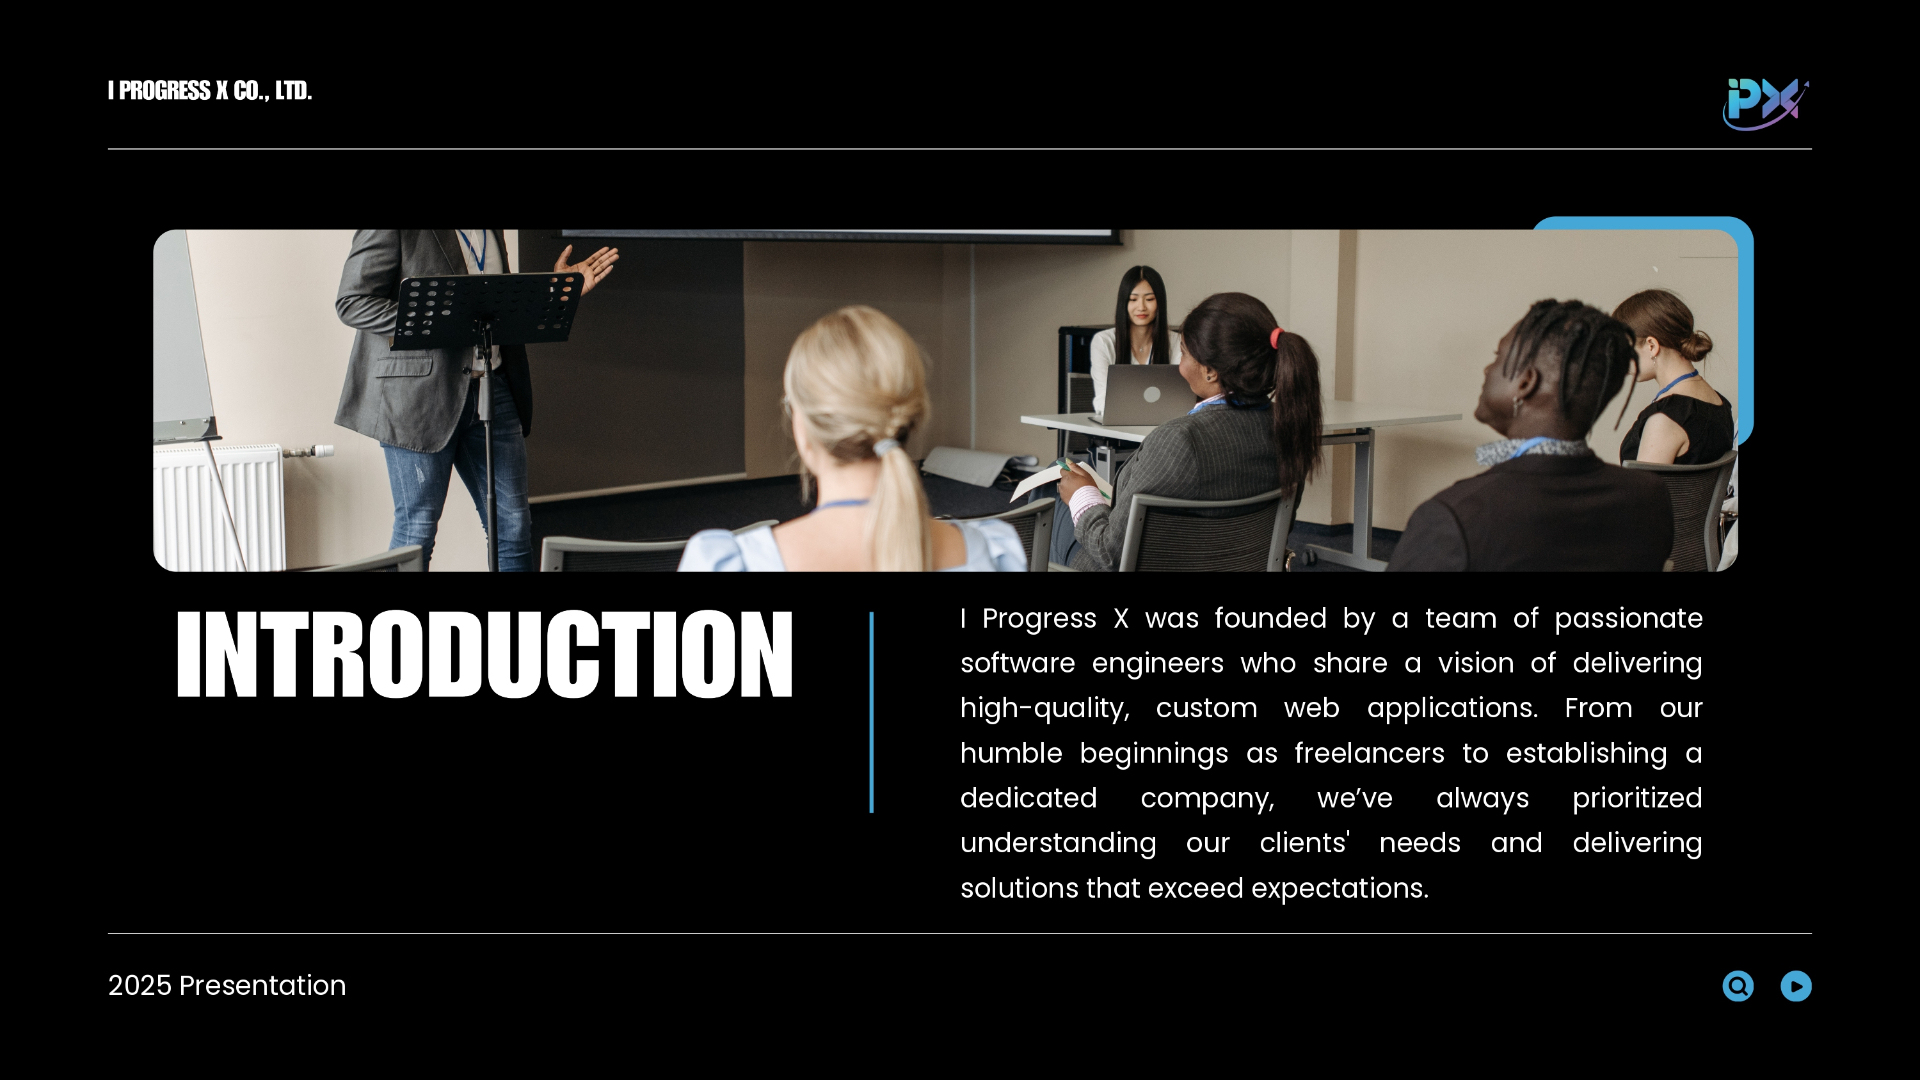 I PROGRESS X CO., LTD.
iPX
INTRODUCTION
I Progress X was founded by a team of passionate
software engineers who share a vision of delivering
high-quality, custom web applications. From our
humble beginnings as freelancers to establishing a
dedicated company, we’ve always prioritized
understanding our clients' needs and delivering
solutions that exceed expectations.
2025 Presentation